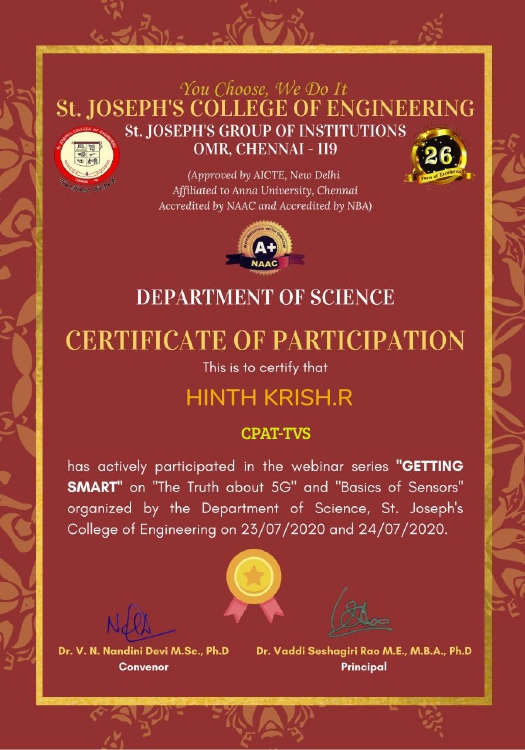 You Choose, We Do It
St. JOSEPH'S COLLEGE OF ENGINEERING
St. JOSEPH'S GROUP OF INSTITUTIONS
OMR, CHENNAI - 119
26
(Approved by AICTE, New Delhi
Affiliated to Anna University, Chennai
Accredited by NAAC and Accredited by NBA)
A+
NAAC
DEPARTMENT OF SCIENCE
CERTIFICATE OF PARTICIPATION
This is to certify that
HINTH KRISH.R
CPAT-TVS
has actively participated in the webinar series "GETTING
SMART" on "The Truth about 5G" and "Basics of Sensors"
organized by the Department of Science, St. Joseph's
College of Engineering on 23/07/2020 and 24/07/2020.
Dr. V. N. Nandini Devi M.Sc., Ph.D
Convenor
Dr. Vaddi Seshagiri Rao M.E., M.B.A., Ph.D
Principal